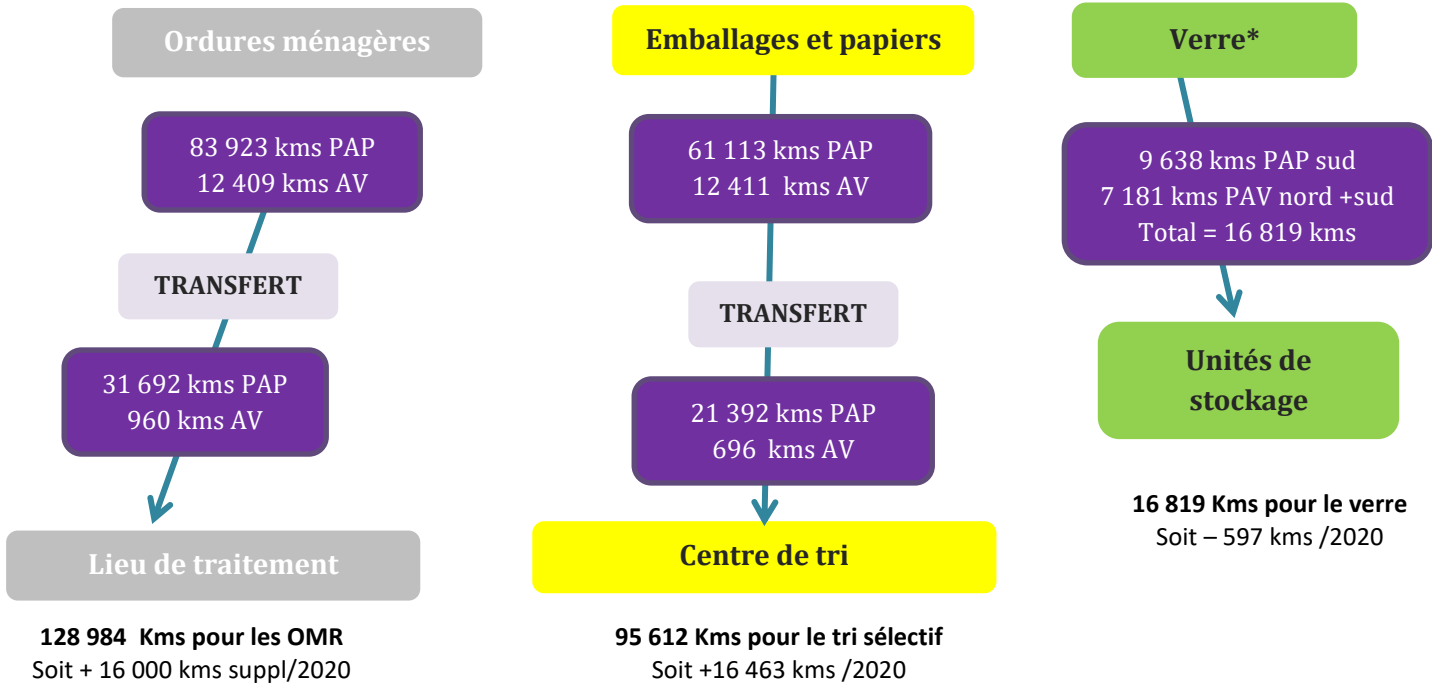 Ordures ménagères
83 923 kms PAP
12 409 kms AV
TRANSFERT
31 692 kms PAP
960 kms AV
Lieu de traitement
128 984 Kms pour les OMR
Soit + 16 000 kms suppl/2020
Emballages et papiers
61 113 kms PAP
12 411 kms AV
TRANSFERT
21 392 kms PAP
696 kms AV
Centre de tri
95 612 Kms pour le tri sélectif
Soit +16 463 kms /2020
Verre*
9 638 kms PAP sud
7 181 kms PAV nord +sud
Total = 16 819 kms
Unités de
stockage
16 819 Kms pour le verre
Soit – 597 kms /2020